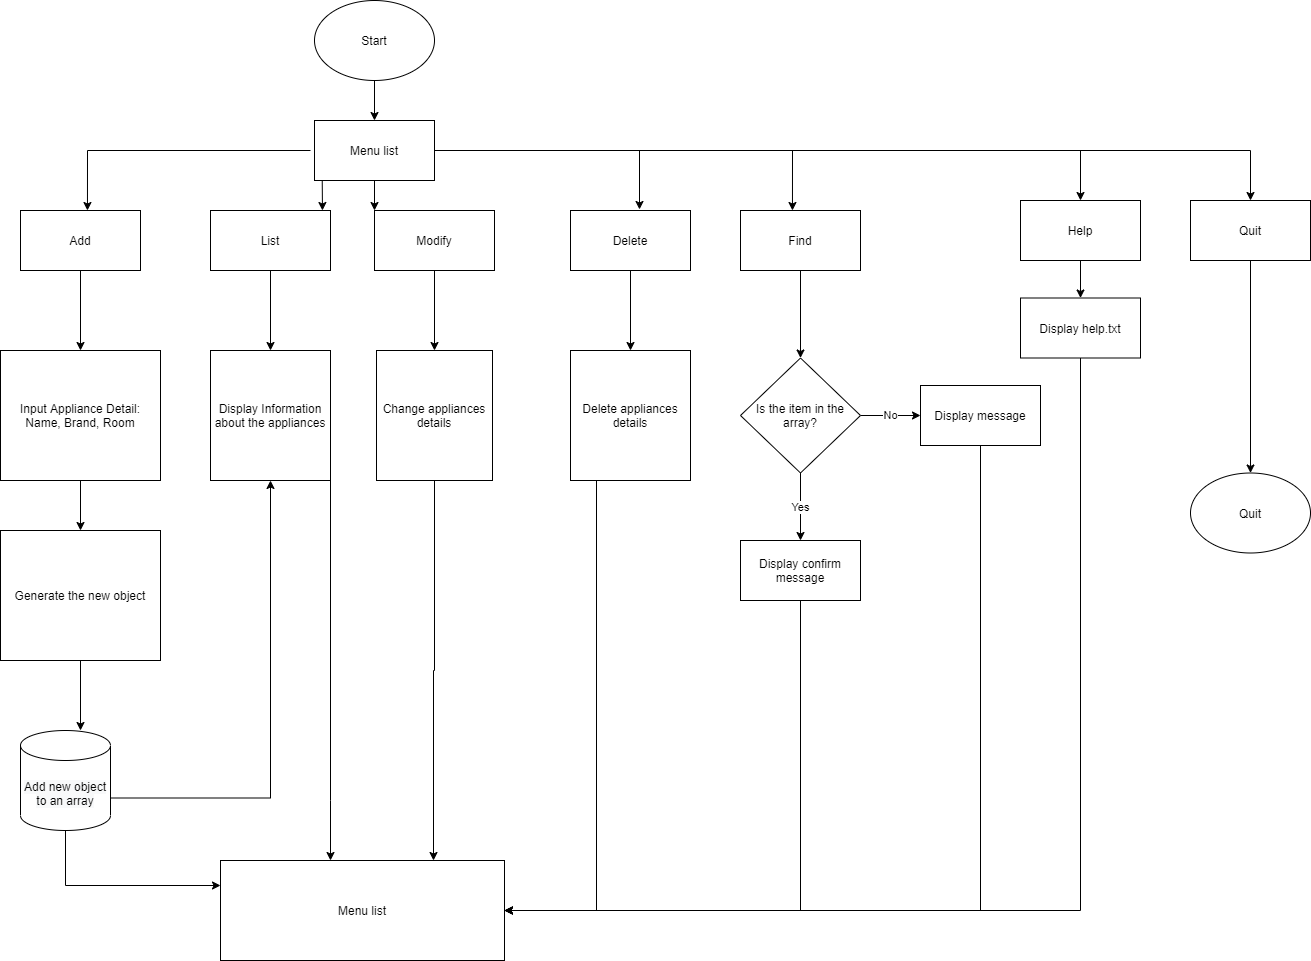 Start
Menu list
Add
List
Modify
Delete
Find
Help
Quit
Display help.txt
Input Appliance Detail:
Name, Brand, Room
Display Information
about the appliances
Change appliances
details
Delete appliances
details
Is the item in the
array?
No
Display message
Yes
Quit
Display confirm
message
Generate the new object
Add new object
to an array
Menu list